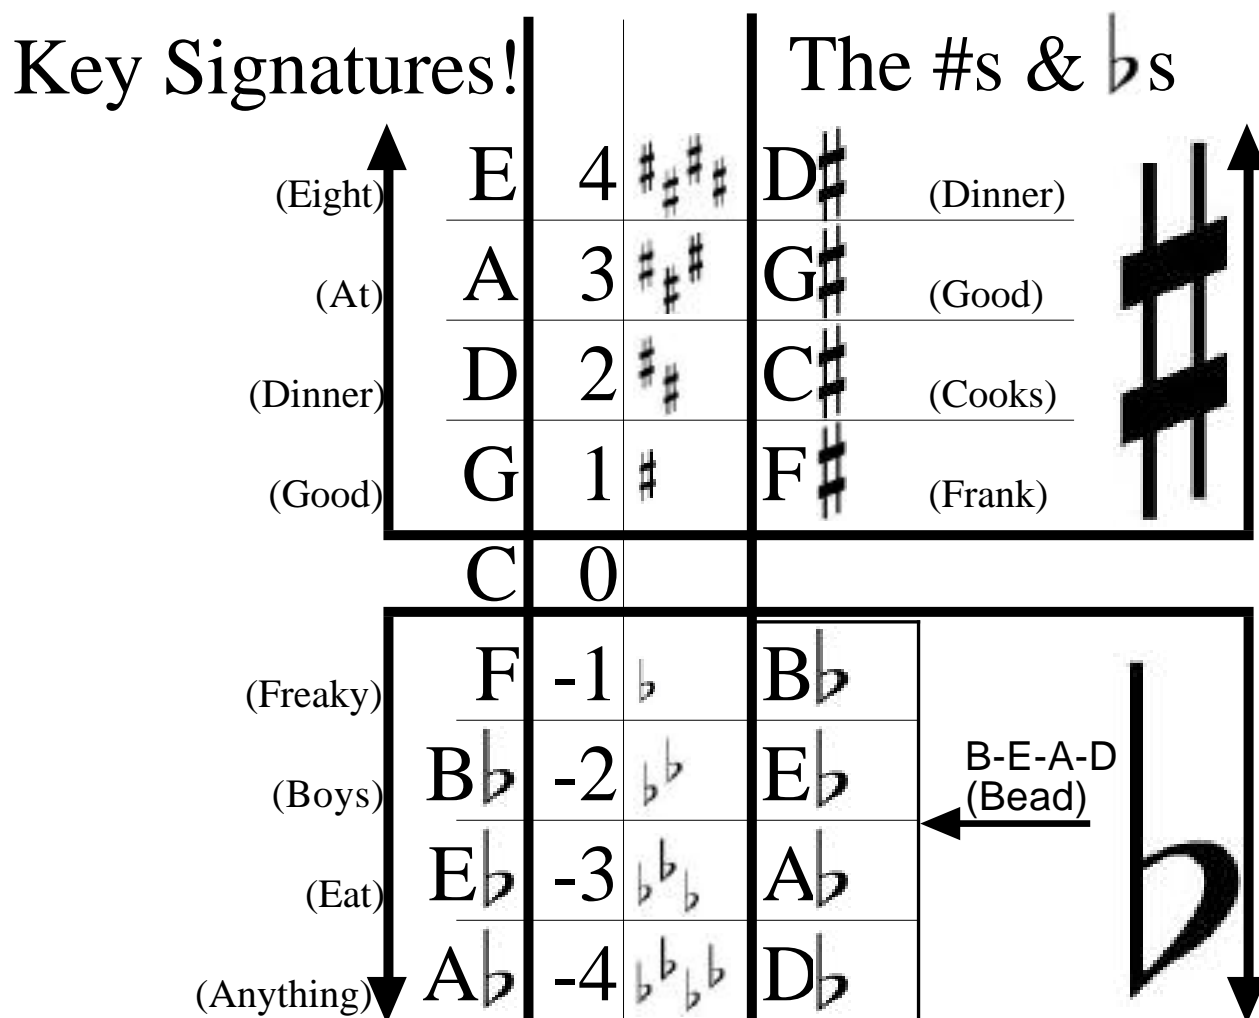 Key Signatures! The #s & ♭s
(Eight) E 4 ♯♯♯♯ D♯ (Dinner)
(At) A 3 ♯♯♯ G♯ (Good)
(Dinner) D 2 ♯♯ C♯ (Cooks)
(Good) G 1 ♯ F♯ (Frank)
C 0
(Freaky) F -1 ♭ B♭
(Boys) B♭ -2 ♭♭ E♭
B-E-A-D
(Bead)
(Eat) E♭ -3 ♭♭♭ A♭
(Anything) A♭ -4 ♭♭♭♭ D♭